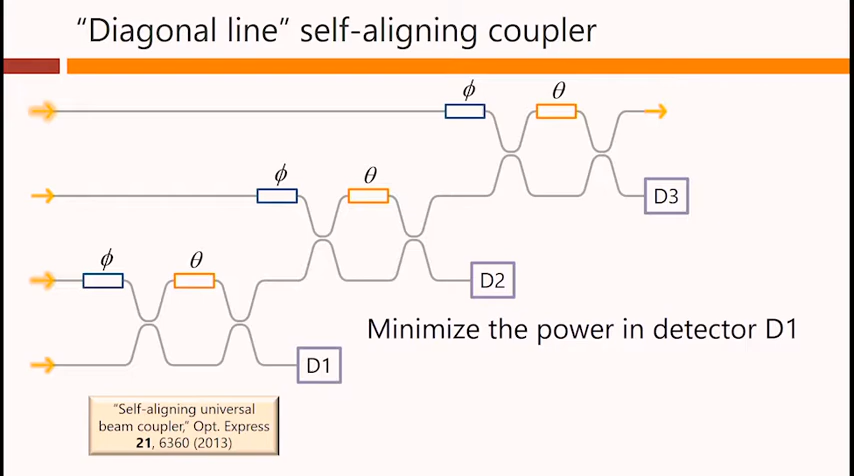 “Diagonal line” self-aligning coupler
ϕ θ
ϕ θ
D3
ϕ θ
D2
Minimize the power in detector D1
D1
“Self-aligning universal
beam coupler,” Opt. Express
21, 6360 (2013)